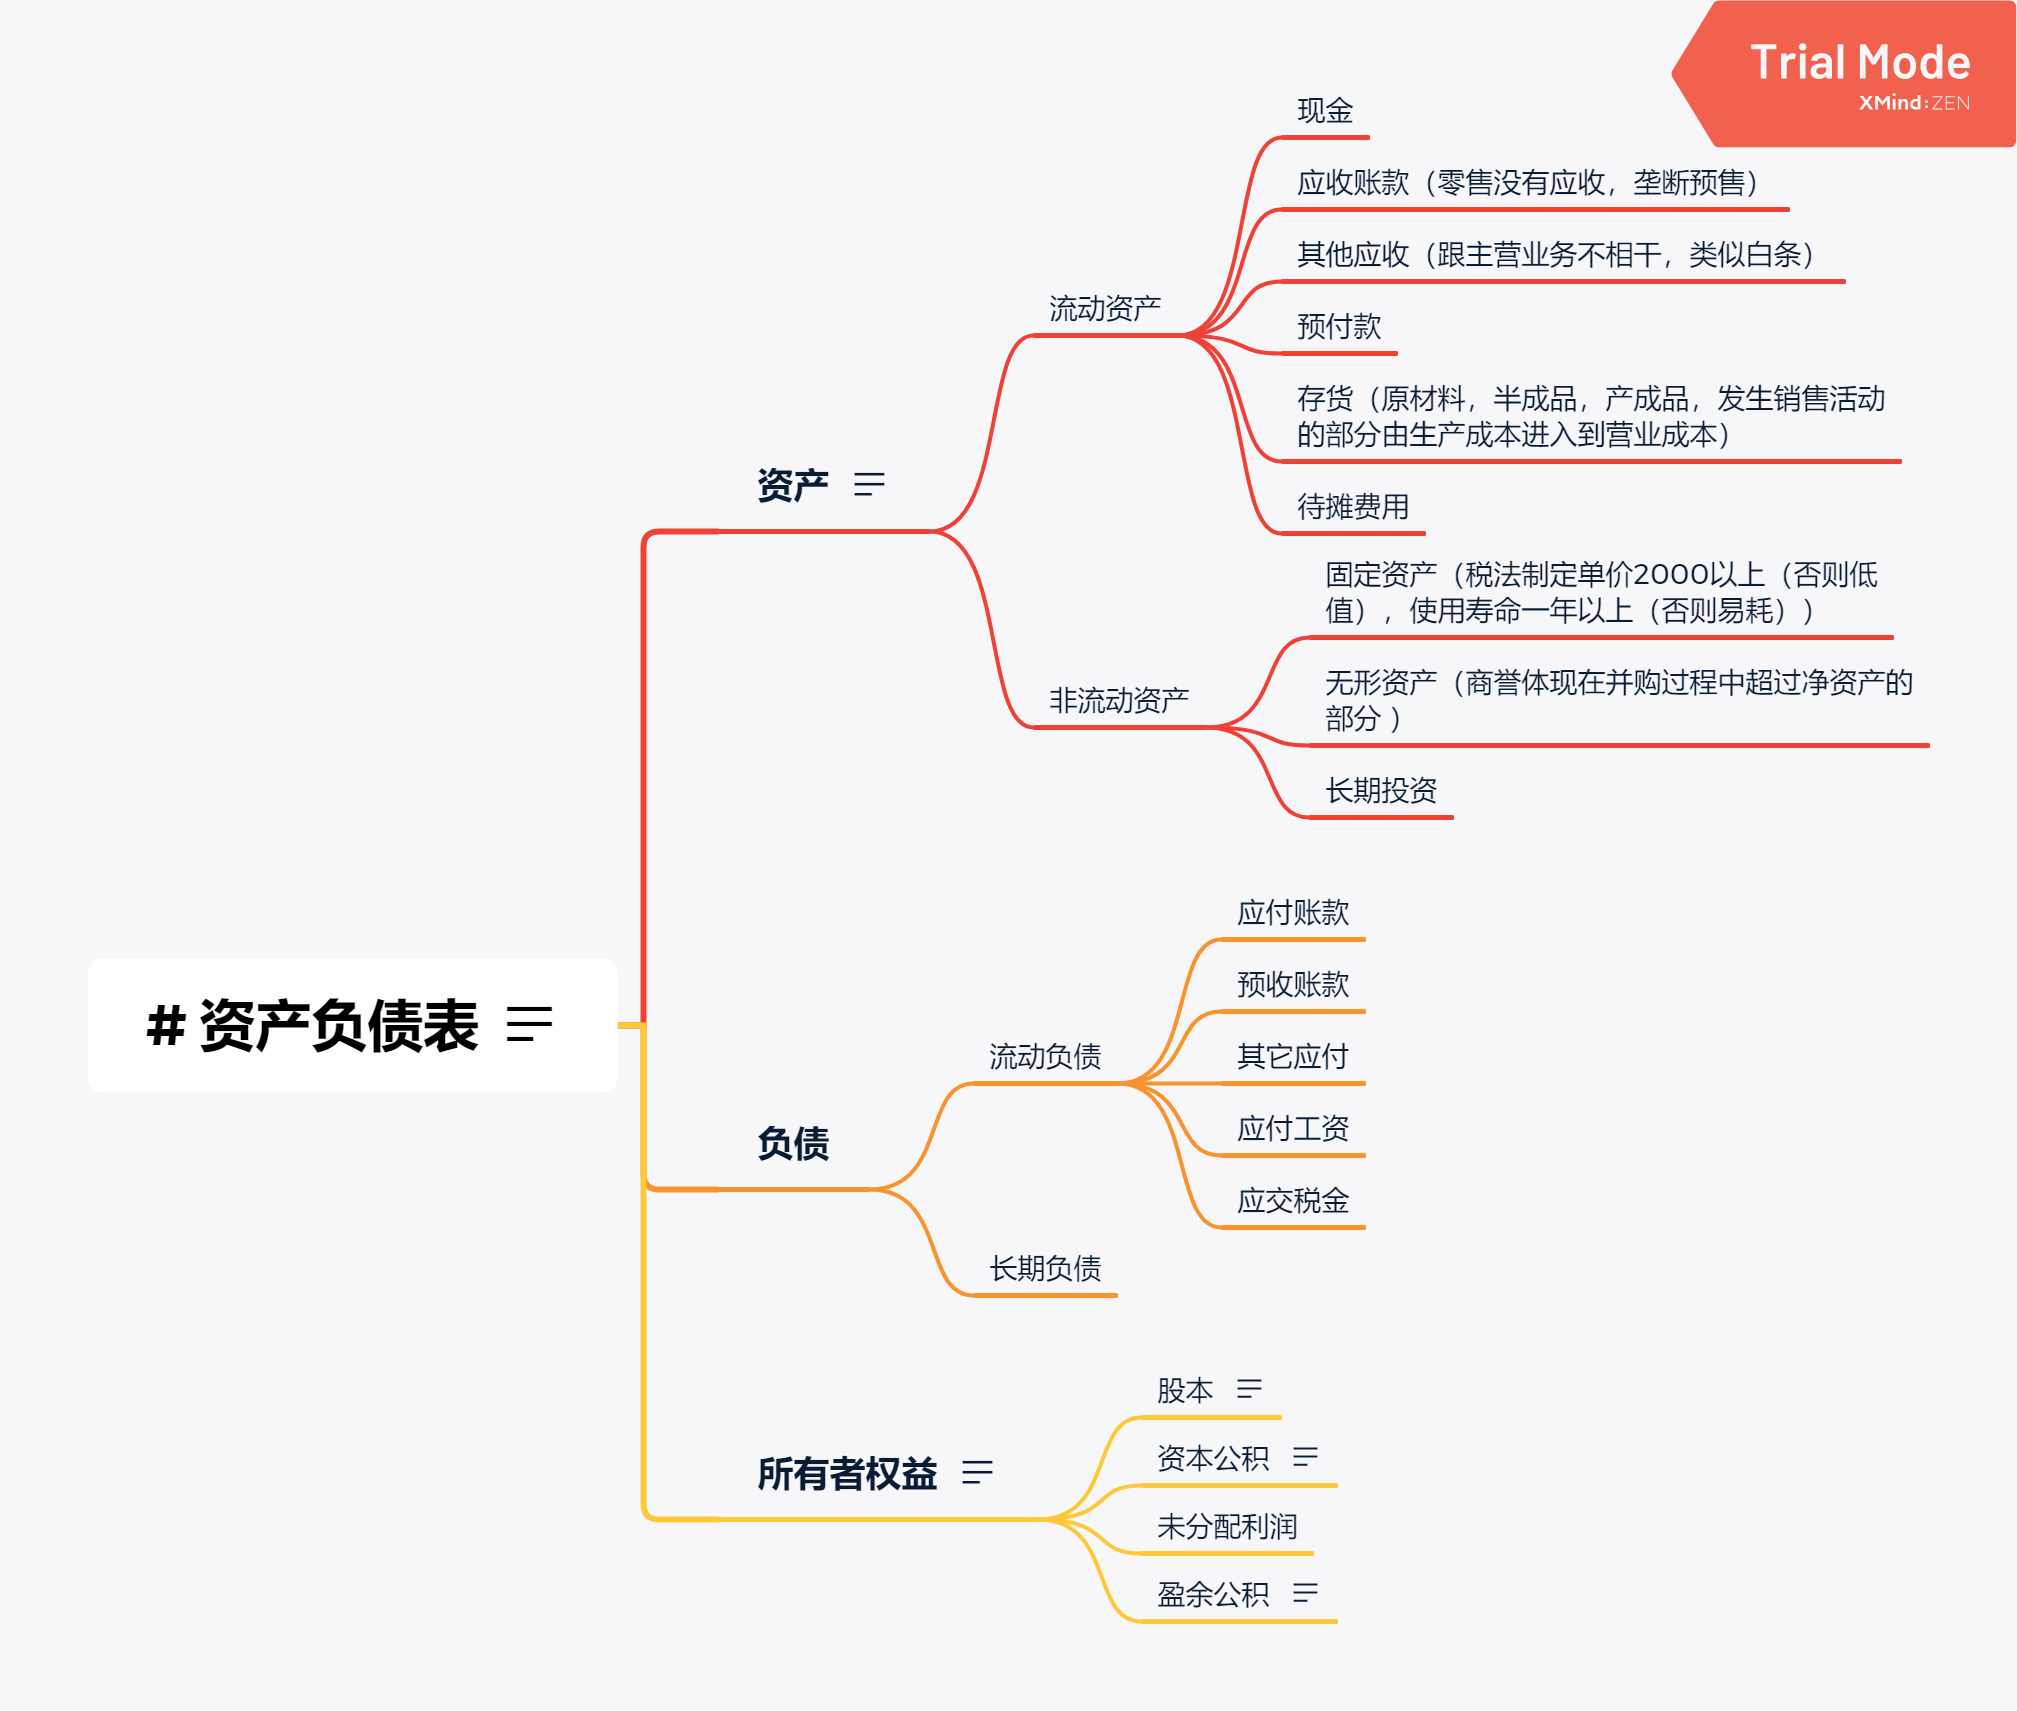 Trial Mode
XMind:ZEN
# 资产负债表
资产
流动资产
现金
应收账款（零售没有应收，垄断预售）
其他应收（跟主营业务不相干，类似白条）
预付款
存货（原材料，半成品，产成品，发生销售活动
的部分由生产成本进入到营业成本）
待摊费用
非流动资产
固定资产（税法制定单价2000以上（否则低
值），使用寿命一年以上（否则易耗））
无形资产（商誉体现在并购过程中超过净资产的
部分 ）
长期投资
负债
流动负债
应付账款
预收账款
其它应付
应付工资
应交税金
长期负债
所有者权益
股本
资本公积
未分配利润
盈余公积